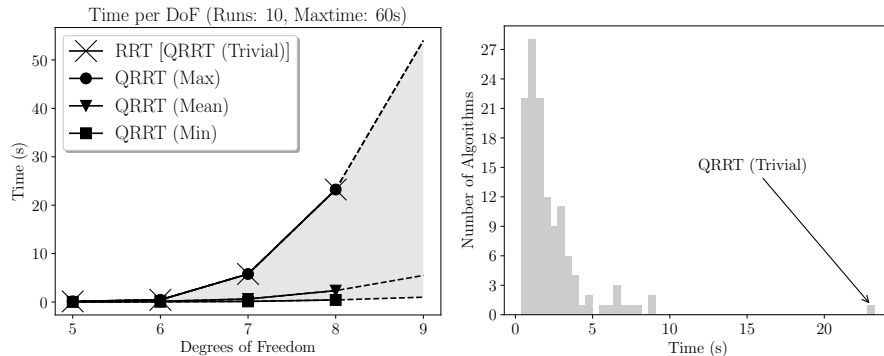 Time per DoF (Runs: 10, Maxtime: 60s)
RRT [QRRT (Trivial)]
QRRT (Max)
QRRT (Mean)
QRRT (Min)
Time (s)
50
40
30
20
10
0
5 6 7 8 9
Degrees of Freedom
Number of Algorithms
27
24
21
18
15
12
9
6
3
0
QRRT (Trivial)
0 5 10 15 20
Time (s)